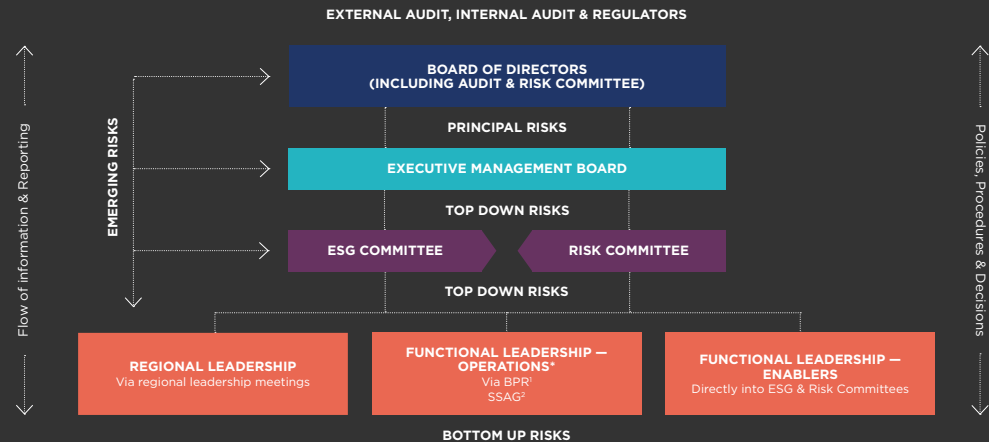 EXTERNAL AUDIT, INTERNAL AUDIT & REGULATORS
BOARD OF DIRECTORS
(INCLUDING AUDIT & RISK COMMITTEE)
PRINCIPAL RISKS
EXECUTIVE MANAGEMENT BOARD
TOP DOWN RISKS
ESG COMMITTEE
RISK COMMITTEE
TOP DOWN RISKS
REGIONAL LEADERSHIP
Via regional leadership meetings
FUNCTIONAL LEADERSHIP —
OPERATIONS*
Via BPR¹
SSAG²
FUNCTIONAL LEADERSHIP —
ENABLERS
Directly into ESG & Risk Committees
BOTTOM UP RISKS
Flow of information & Reporting
EMERGING RISKS
Policies, Procedures & Decisions